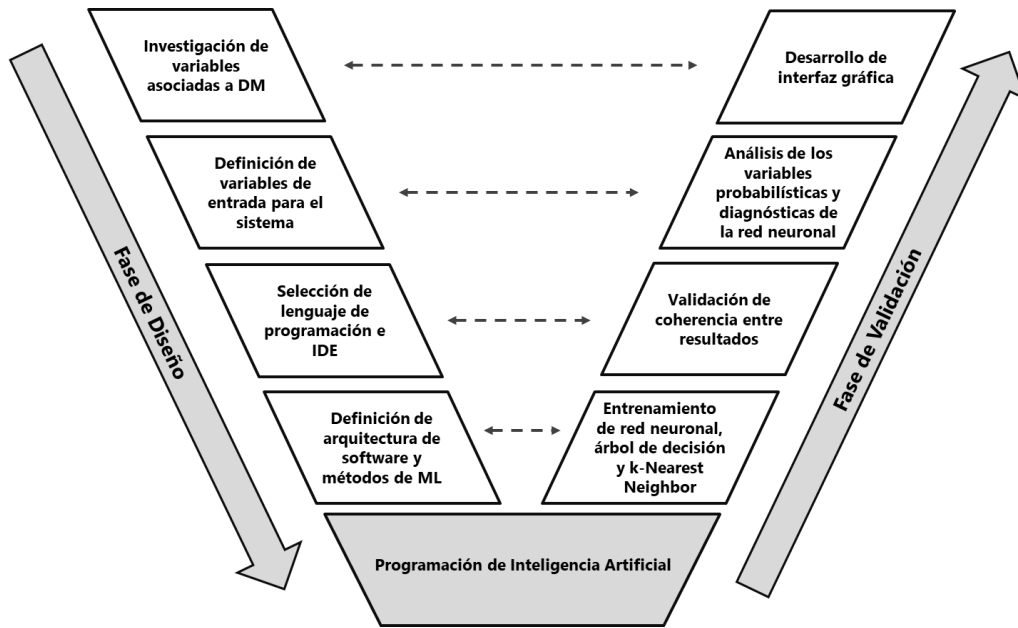 Investigación de
variables
asociadas a DM
Desarrollo de
interfaz gráfica
Definición de
variables de
entrada para el
sistema
Análisis de los
variables
probabilísticas y
diagnósticas de
la red neuronal
Selección de
lenguaje de
programación e
IDE
Validación de
coherencia entre
resultados
Definición de
arquitectura de
software y
métodos de ML
Entrenamiento
de red neuronal,
árbol de decisión
y k-Nearest
Neighbor
Programación de Inteligencia Artificial
Fase de Diseño
Fase de Validación